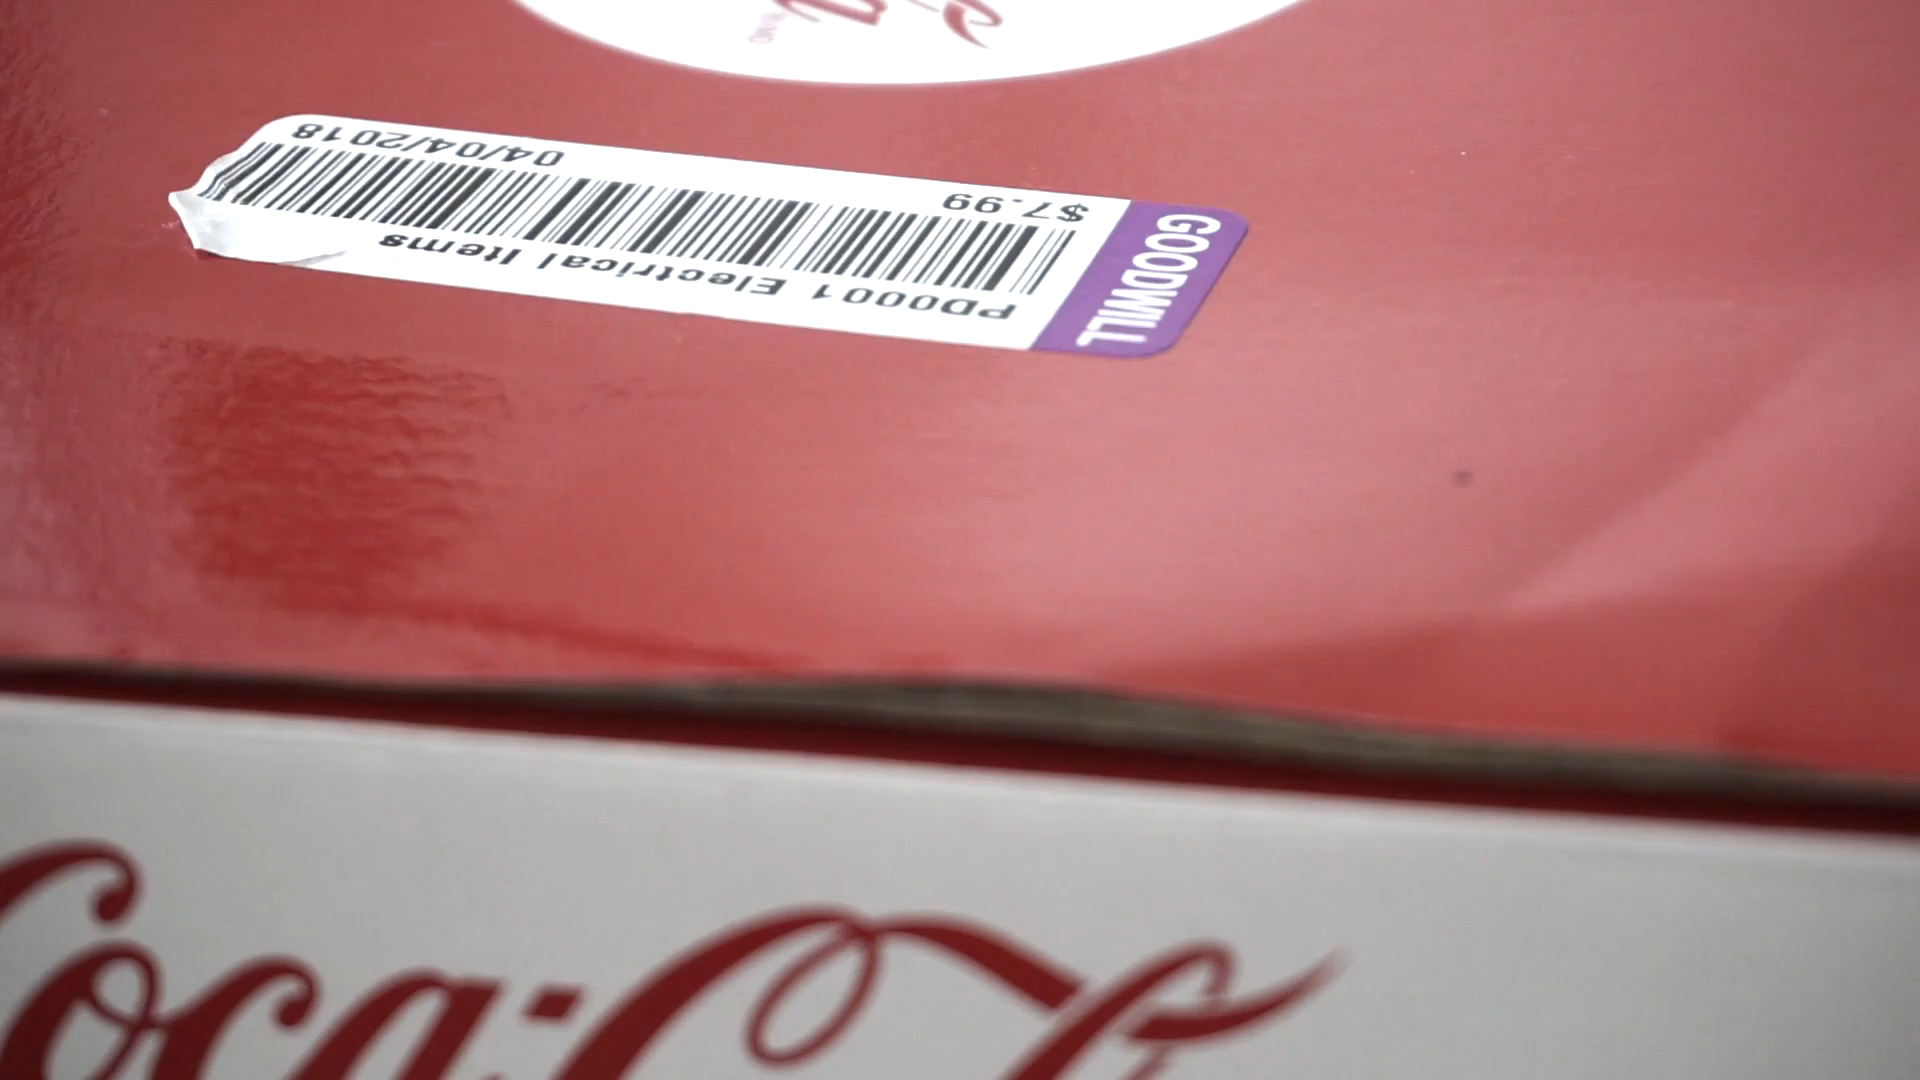 PD0001 Electrical Items
$7.99
04/04/2018
GOODWILL
Coca-Cola